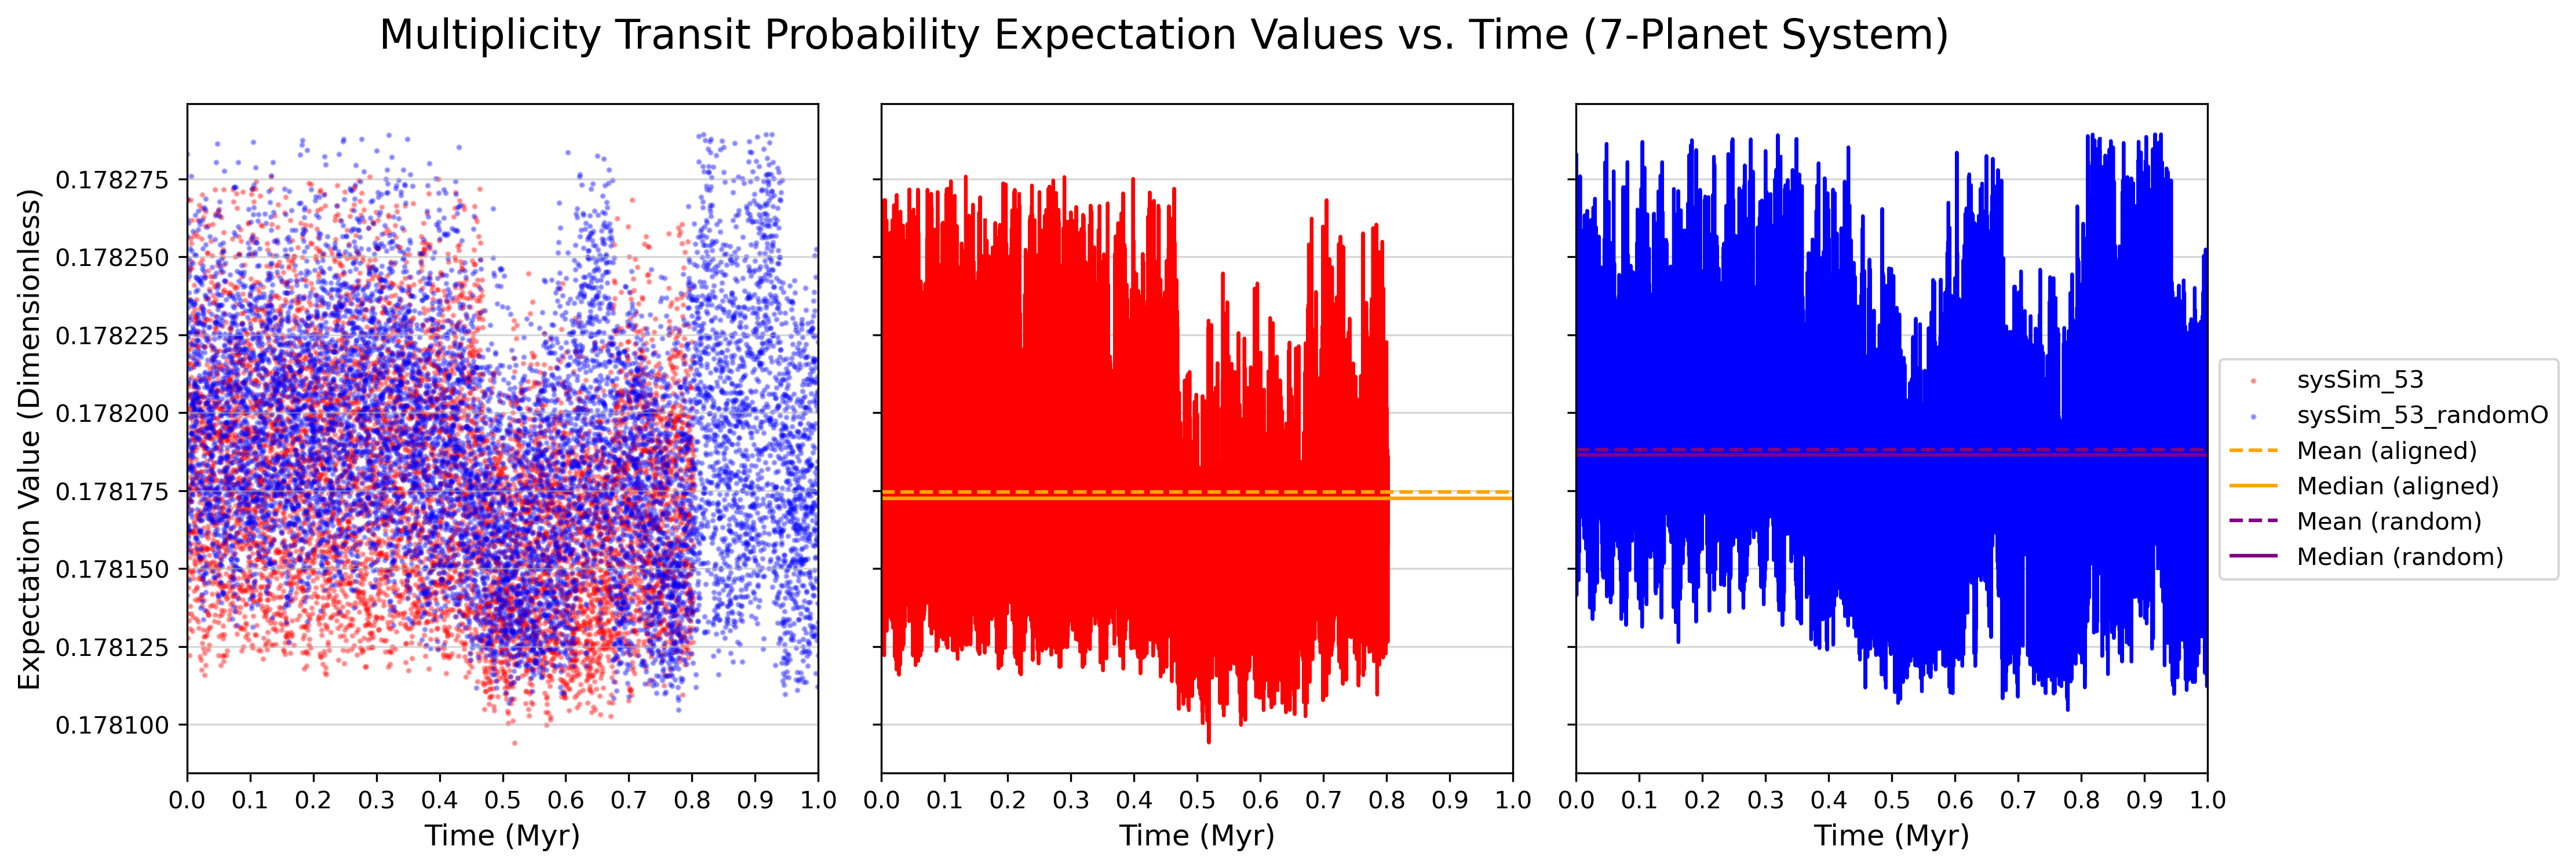 Multiplicity Transit Probability Expectation Values vs. Time (7-Planet System)
Expectation Value (Dimensionless)
0.178275
0.178250
0.178225
0.178200
0.178175
0.178150
0.178125
0.178100
0.0 0.1 0.2 0.3 0.4 0.5 0.6 0.7 0.8 0.9 1.0
Time (Myr)
0.0 0.1 0.2 0.3 0.4 0.5 0.6 0.7 0.8 0.9 1.0
Time (Myr)
0.0 0.1 0.2 0.3 0.4 0.5 0.6 0.7 0.8 0.9 1.0
Time (Myr)
sysSim_53
sysSim_53_randomO
Mean (aligned)
Median (aligned)
Mean (random)
Median (random)